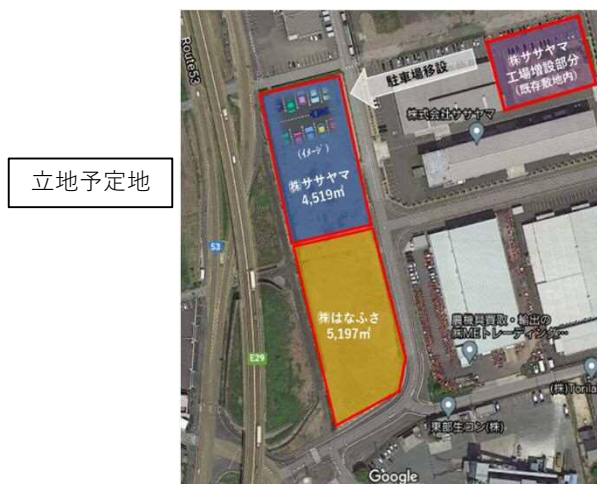 立地予定地
Route53
駐車場移設
㈱ササヤマ
工場増設部分
(既存敷地内)
株式会社ササヤマ
(イメージ)
㈱ササヤマ
4,519㎡
53
㈱はなふさ
5,197㎡
農機具買取・輸出の
㈱MEトレーディング…
E29
(株)Torila
東部生コン(株)
Google